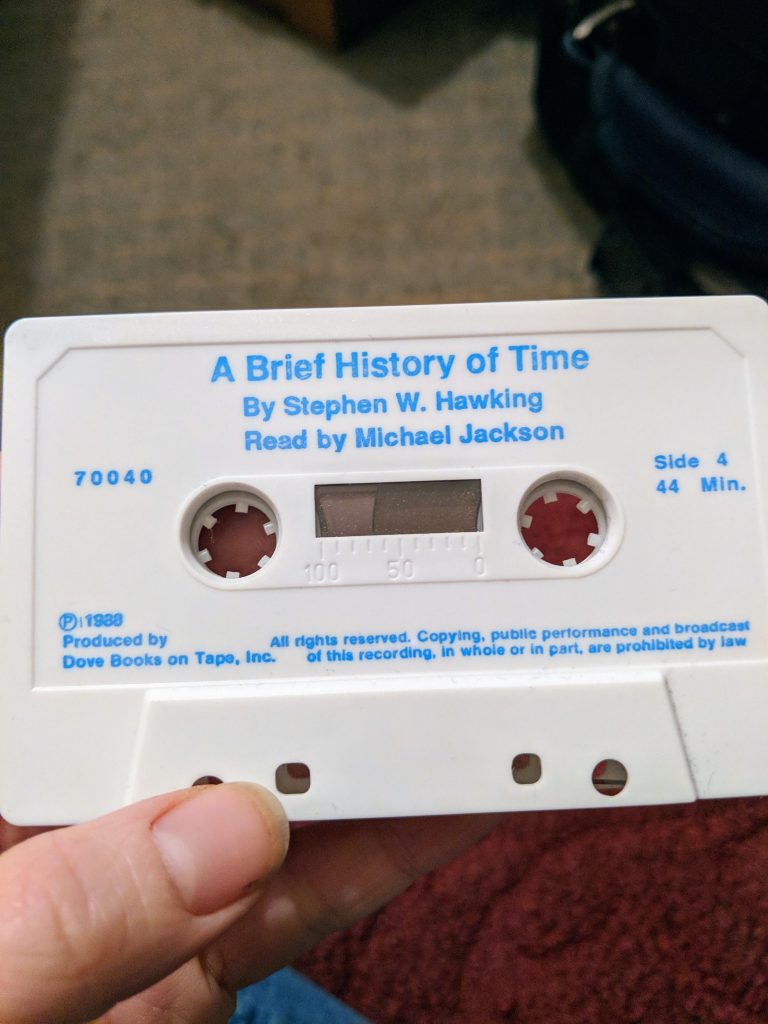 A Brief History of Time
By Stephen W. Hawking
Read by Michael Jackson
70040
Side 4
44 Min.
100 50 0
Ⓟ 1988
Produced by
Dove Books on Tape, Inc.
All rights reserved. Copying, public performance and broadcast
of this recording, in whole or in part, are prohibited by law